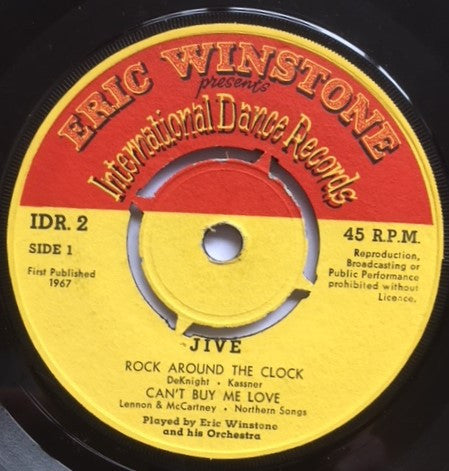 ERIC WINSTONE
presents
International Dance Records
IDR. 2
SIDE 1
First Published
1967
45 R.P.M.
Reproduction,
Broadcasting or
Public Performance
prohibited without
Licence.
JIVE
ROCK AROUND THE CLOCK
DeKnight · Kassner
CAN'T BUY ME LOVE
Lennon & McCartney · Northern Songs
Played by Eric Winstone
and his Orchestra